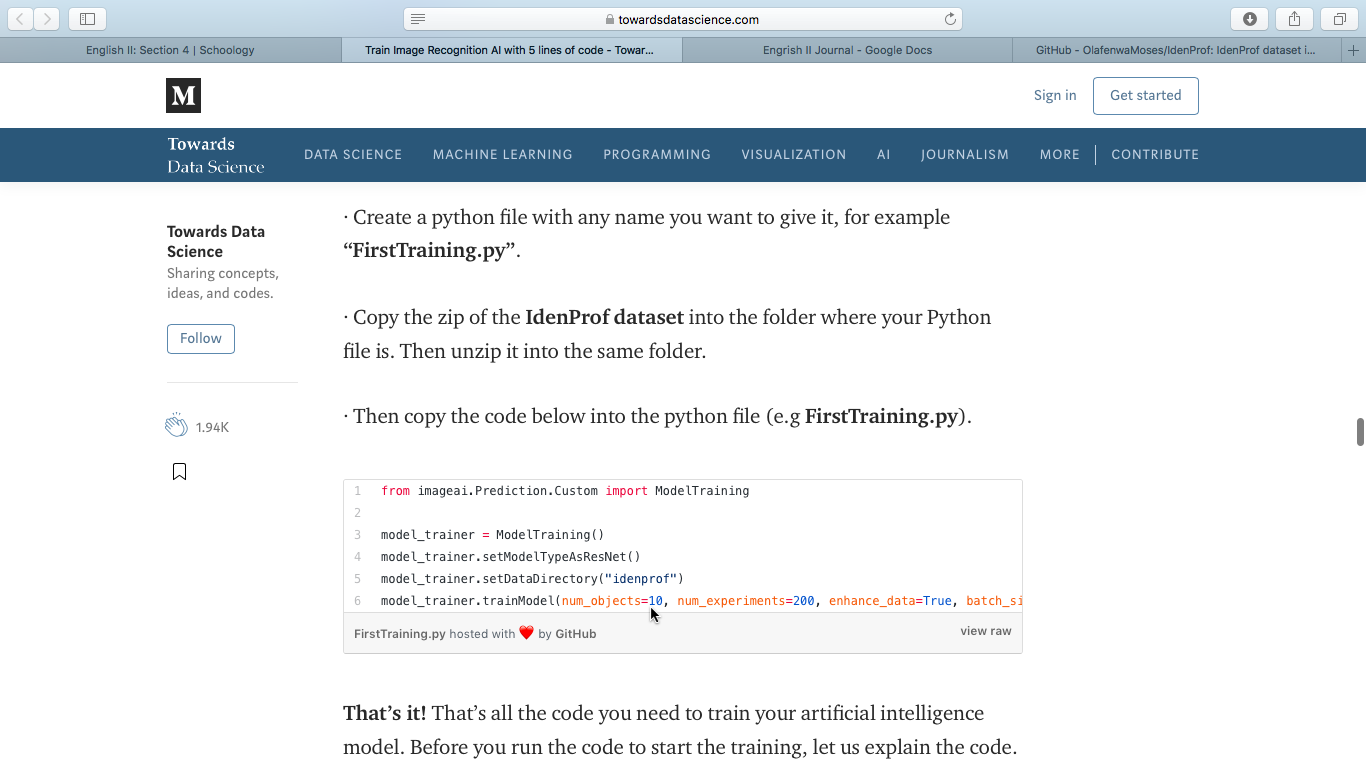 towardsdatascience.com
English II: Section 4 | Schoology
Train Image Recognition AI with 5 lines of code - Towar...
Engrish II Journal - Google Docs
GitHub - OlafenwaMoses/IdenProf: IdenProf dataset i...
M
Sign in
Get started
Towards
Data Science
DATA SCIENCE
MACHINE LEARNING
PROGRAMMING
VISUALIZATION
AI
JOURNALISM
MORE
CONTRIBUTE
Towards Data
Science
Sharing concepts,
ideas, and codes.
Follow
1.94K
· Create a python file with any name you want to give it, for example
“FirstTraining.py”.
· Copy the zip of the IdenProf dataset into the folder where your Python
file is. Then unzip it into the same folder.
· Then copy the code below into the python file (e.g FirstTraining.py).
1 from imageai.Prediction.Custom import ModelTraining
2
3 model_trainer = ModelTraining()
4 model_trainer.setModelTypeAsResNet()
5 model_trainer.setDataDirectory("idenprof")
6 model_trainer.trainModel(num_objects=10, num_experiments=200, enhance_data=True, batch_si
FirstTraining.py hosted with ❤ by GitHub
view raw
That’s it! That’s all the code you need to train your artificial intelligence
model. Before you run the code to start the training, let us explain the code.